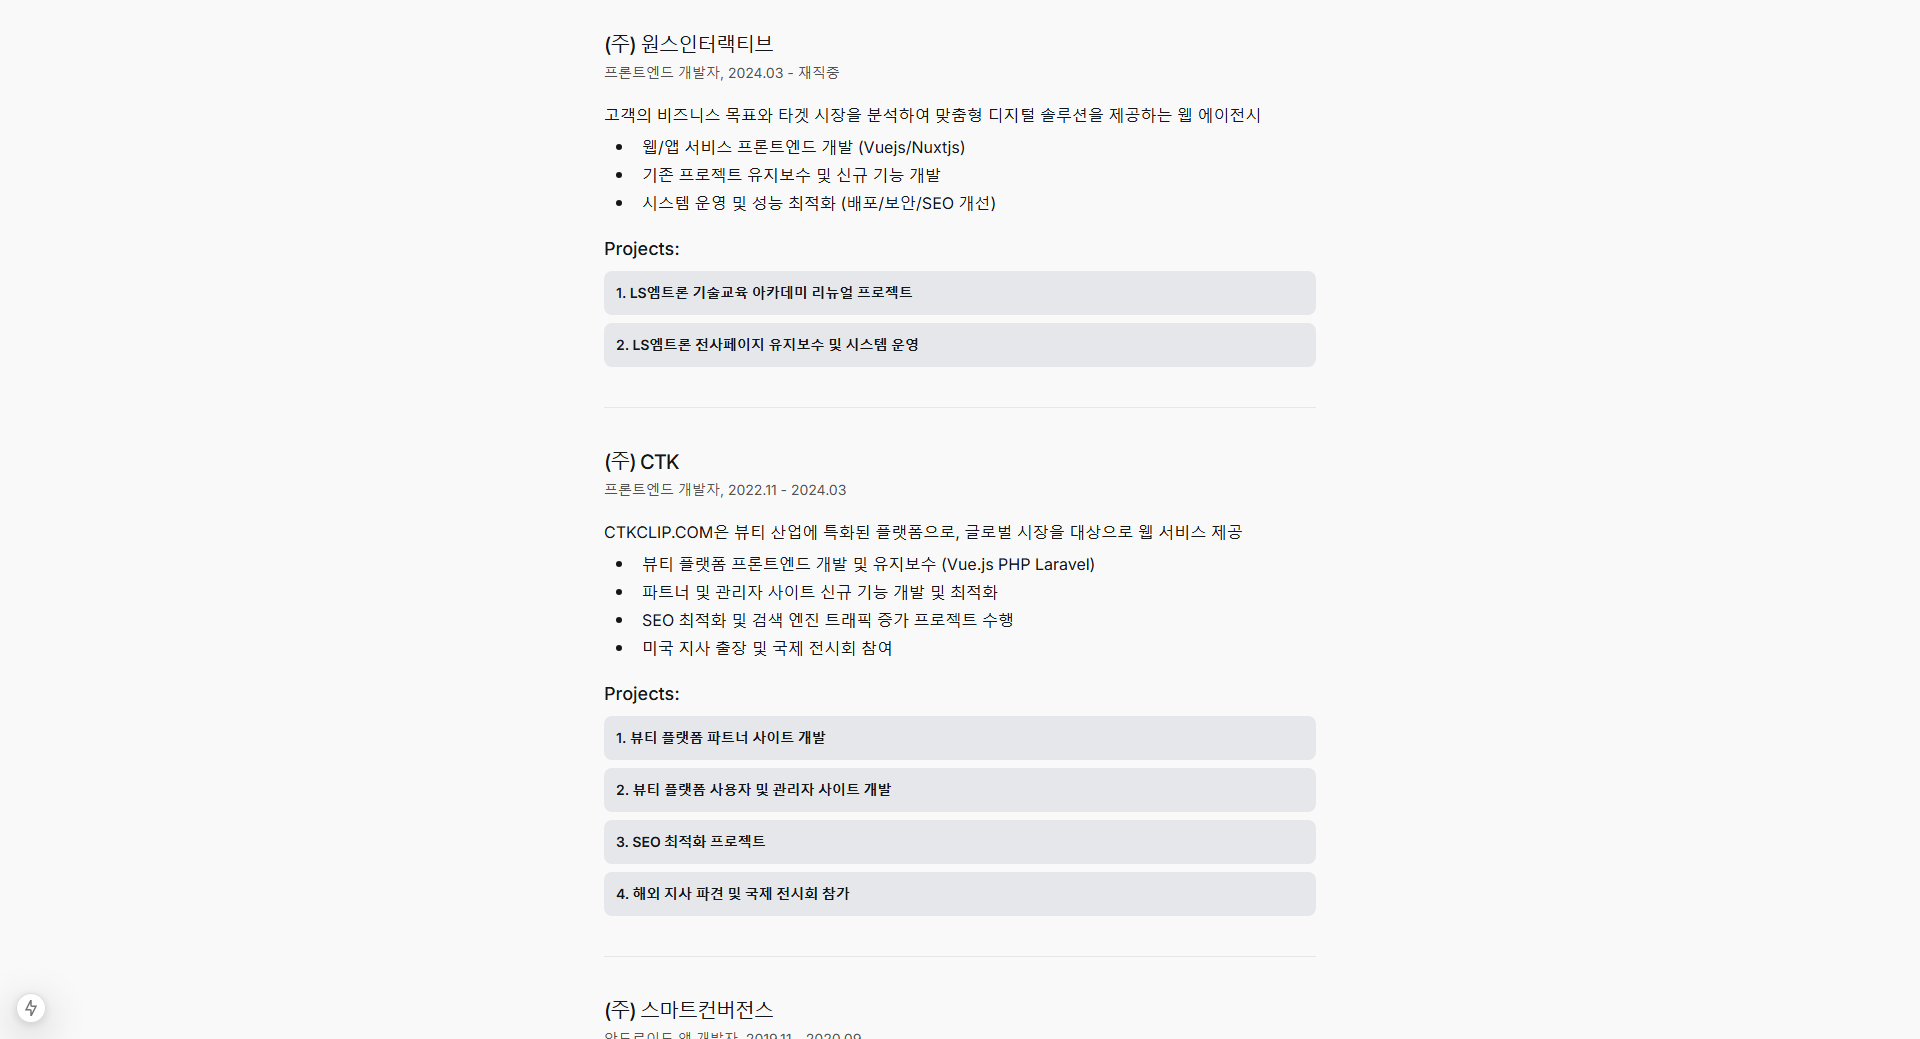 (주) 원스인터랙티브
프론트엔드 개발자, 2024.03 - 재직중
고객의 비즈니스 목표와 타겟 시장을 분석하여 맞춤형 디지털 솔루션을 제공하는 웹 에이전시
• 웹/앱 서비스 프론트엔드 개발 (Vuejs/Nuxtjs)
• 기존 프로젝트 유지보수 및 신규 기능 개발
• 시스템 운영 및 성능 최적화 (배포/보안/SEO 개선)
Projects:
1. LS엠트론 기술교육 아카데미 리뉴얼 프로젝트
2. LS엠트론 전사페이지 유지보수 및 시스템 운영
(주) CTK
프론트엔드 개발자, 2022.11 - 2024.03
CTKCLIP.COM은 뷰티 산업에 특화된 플랫폼으로, 글로벌 시장을 대상으로 웹 서비스 제공
• 뷰티 플랫폼 프론트엔드 개발 및 유지보수 (Vue.js PHP Laravel)
• 파트너 및 관리자 사이트 신규 기능 개발 및 최적화
• SEO 최적화 및 검색 엔진 트래픽 증가 프로젝트 수행
• 미국 지사 출장 및 국제 전시회 참여
Projects:
1. 뷰티 플랫폼 파트너 사이트 개발
2. 뷰티 플랫폼 사용자 및 관리자 사이트 개발
3. SEO 최적화 프로젝트
4. 해외 지사 파견 및 국제 전시회 참가
(주) 스마트컨버전스
안드로이드 앱 개발자, 2019.11 - 2020.09